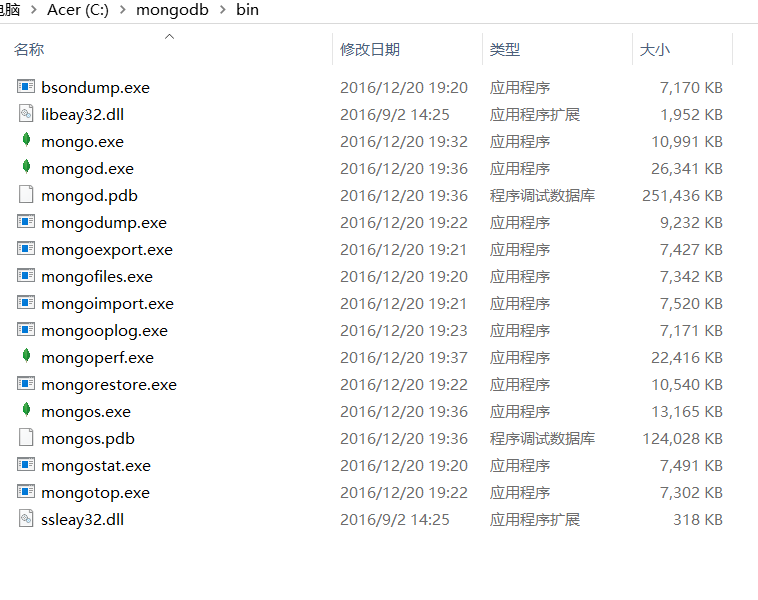 电脑 > Acer (C:) > mongodb > bin
名称 修改日期 类型 大小
bsondump.exe 2016/12/20 19:20 应用程序 7,170 KB
libeay32.dll 2016/9/2 14:25 应用程序扩展 1,952 KB
mongo.exe 2016/12/20 19:32 应用程序 10,991 KB
mongod.exe 2016/12/20 19:36 应用程序 26,341 KB
mongod.pdb 2016/12/20 19:36 程序调试数据库 251,436 KB
mongodump.exe 2016/12/20 19:22 应用程序 9,232 KB
mongoexport.exe 2016/12/20 19:21 应用程序 7,427 KB
mongofiles.exe 2016/12/20 19:20 应用程序 7,342 KB
mongoimport.exe 2016/12/20 19:21 应用程序 7,520 KB
mongooplog.exe 2016/12/20 19:23 应用程序 7,171 KB
mongoperf.exe 2016/12/20 19:37 应用程序 22,416 KB
mongorestore.exe 2016/12/20 19:22 应用程序 10,540 KB
mongos.exe 2016/12/20 19:36 应用程序 13,165 KB
mongos.pdb 2016/12/20 19:36 程序调试数据库 124,028 KB
mongostat.exe 2016/12/20 19:20 应用程序 7,491 KB
mongotop.exe 2016/12/20 19:22 应用程序 7,302 KB
ssleay32.dll 2016/9/2 14:25 应用程序扩展 318 KB